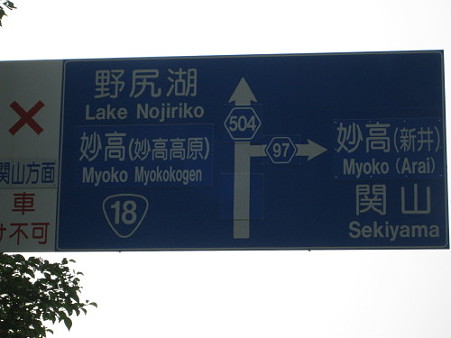 野尻湖
Lake Nojiriko
妙高(妙高高原)
Myoko Myokokogen
18
504
97
妙高(新井)
Myoko (Arai)
関山
Sekiyama
関山方面
車
け不可